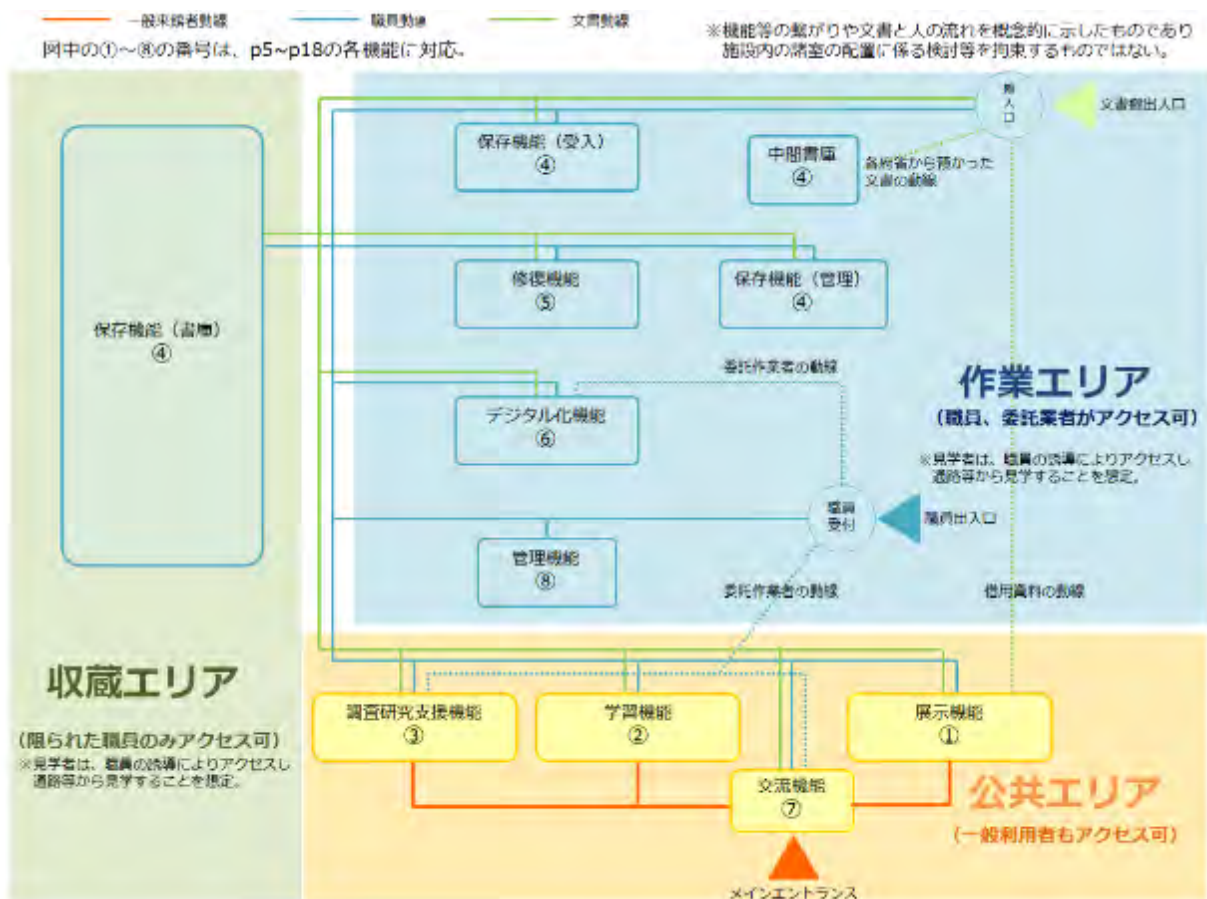 一般来館者動線 職員動線 文書動線
図中の①～⑧の番号は、p5~p18の各機能に対応。
※機能等の繋がりや文書と人の流れを概念的に示したものであり
施設内の諸室の配置に係る検討等を拘束するものではない。
搬入口
文書搬出入口
保存機能（受入）
④
中間書庫
④
各府省から預かった
文書の動線
修復機能
⑤
保存機能（管理）
④
保存機能（書庫）
④
委託作業者の動線
作業エリア
（職員、委託業者がアクセス可）
※見学者は、職員の誘導によりアクセスし
通路等から見学することを想定。
デジタル化機能
⑥
職員
受付
職員出入口
管理機能
⑧
委託作業者の動線
借用資料の動線
収蔵エリア
（限られた職員のみアクセス可）
※見学者は、職員の誘導によりアクセスし
通路等から見学することを想定。
調査研究支援機能
③
学習機能
②
展示機能
①
交流機能
⑦
公共エリア
（一般利用者もアクセス可）
メインエントランス